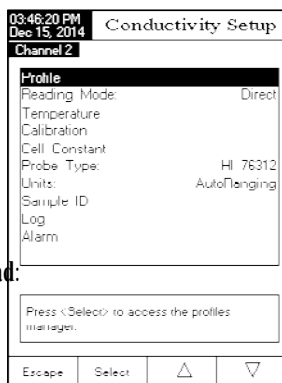 03:46:20 PM
Dec 15, 2014
Conductivity Setup
Channel 2
Profile
Reading Mode: Direct
Temperature
Calibration
Cell Constant
Probe Type: HI 76312
Units: AutoRanging
Sample ID
Log
Alarm
Press <Select> to access the profiles
manager.
Escape Select △ ▽